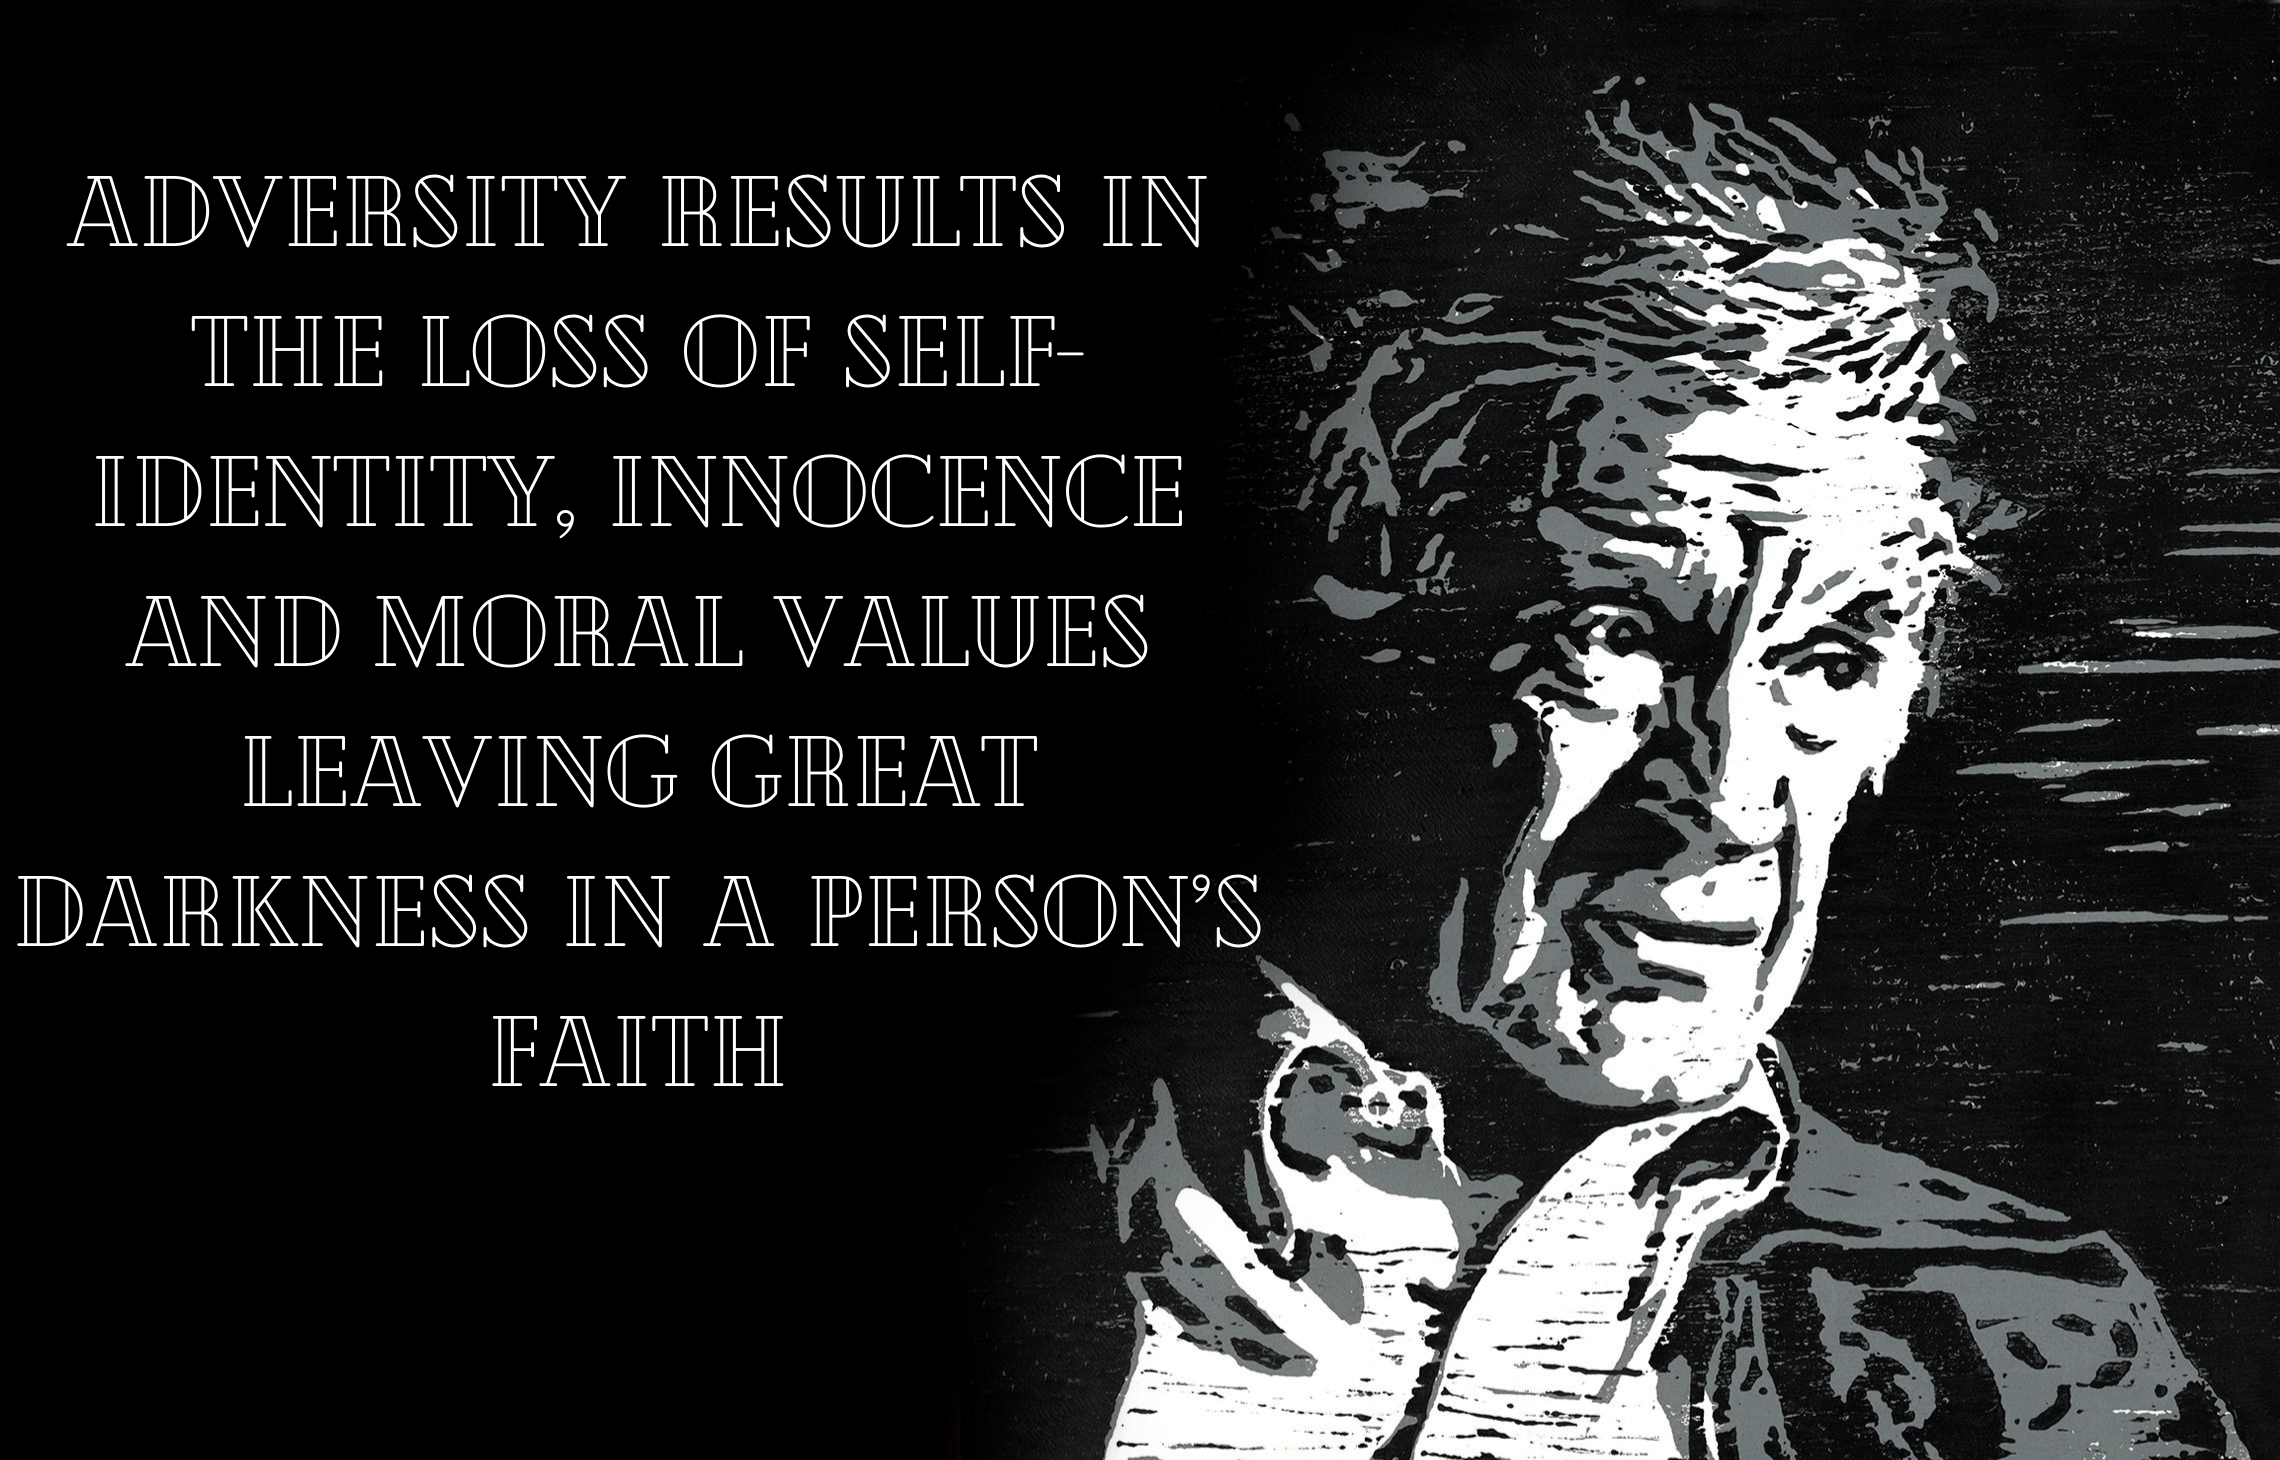 ADVERSITY RESULTS IN
THE LOSS OF SELF-
IDENTITY, INNOCENCE
AND MORAL VALUES
LEAVING GREAT
DARKNESS IN A PERSON'S
FAITH